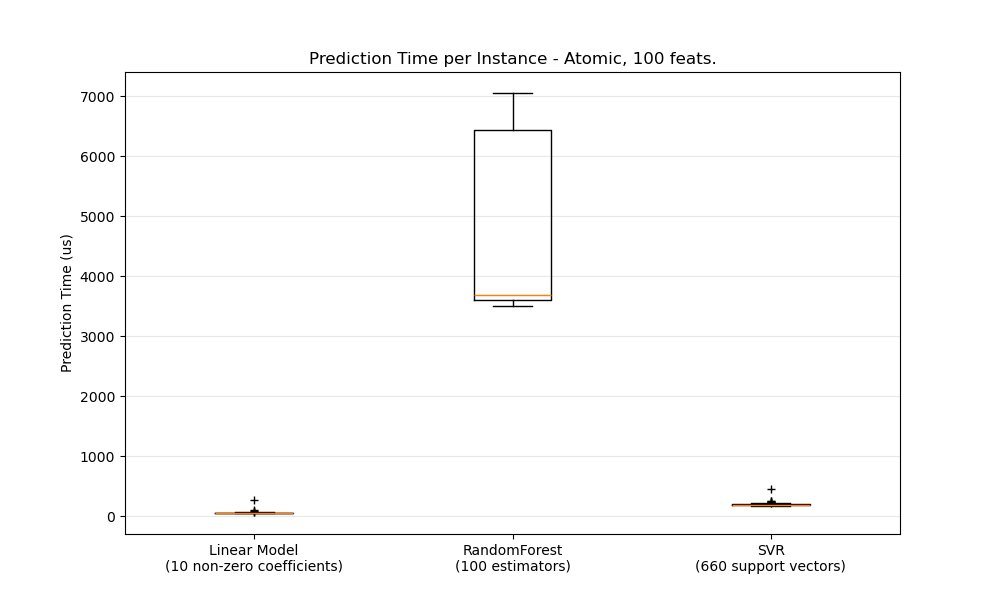 Prediction Time per Instance - Atomic, 100 feats.
Prediction Time (us)
7000
6000
5000
4000
3000
2000
1000
0
Linear Model
(10 non-zero coefficients)
RandomForest
(100 estimators)
SVR
(660 support vectors)